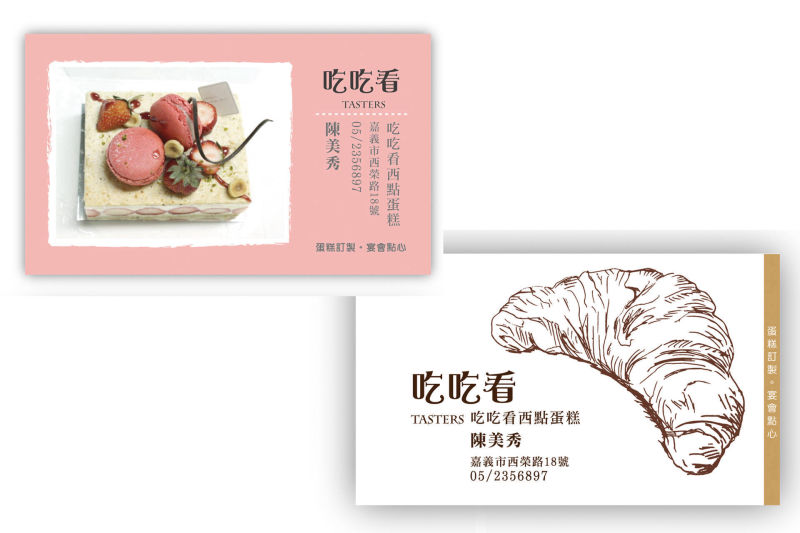 吃吃看
TASTERS
吃吃看西點蛋糕
嘉義市西榮路18號
05/2356897
陳美秀
蛋糕訂製。宴會點心
吃吃看
TASTERS 吃吃看西點蛋糕
陳美秀
嘉義市西榮路18號
05/2356897
蛋糕訂製。宴會點心